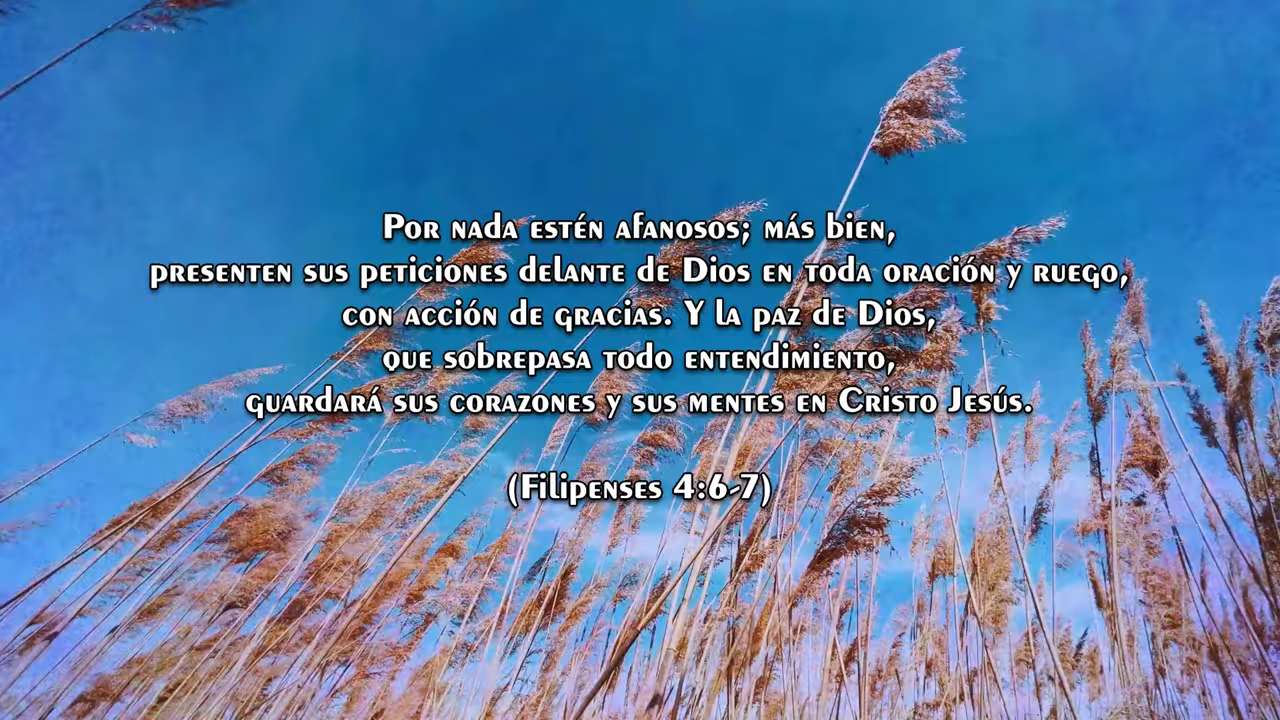 Por nada estén afanosos; más bien,
presenten sus peticiones delante de Dios en toda oración y ruego,
con acción de gracias. Y la paz de Dios,
que sobrepasa todo entendimiento,
guardará sus corazones y sus mentes en Cristo Jesús.
(Filipenses 4:6-7)